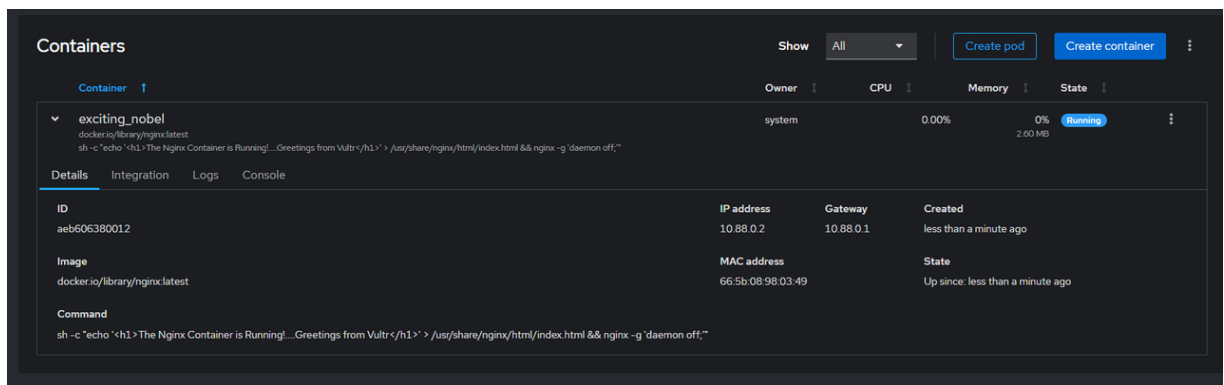 Containers Show All Create pod Create container
Container Owner CPU Memory State
exciting_nobel system 0.00% 0% Running
docker.io/library/nginx:latest 2.60 MB
sh -c "echo '<h1>The Nginx Container is Running!....Greetings from Vultr</h1>' > /usr/share/nginx/html/index.html && nginx -g 'daemon off;'"
Details Integration Logs Console
ID IP address Gateway Created
aeb606380012 10.88.0.2 10.88.0.1 less than a minute ago
Image MAC address State
docker.io/library/nginx:latest 66:5b:08:98:03:49 Up since: less than a minute ago
Command
sh -c "echo '<h1>The Nginx Container is Running!....Greetings from Vultr</h1>' > /usr/share/nginx/html/index.html && nginx -g 'daemon off;'"